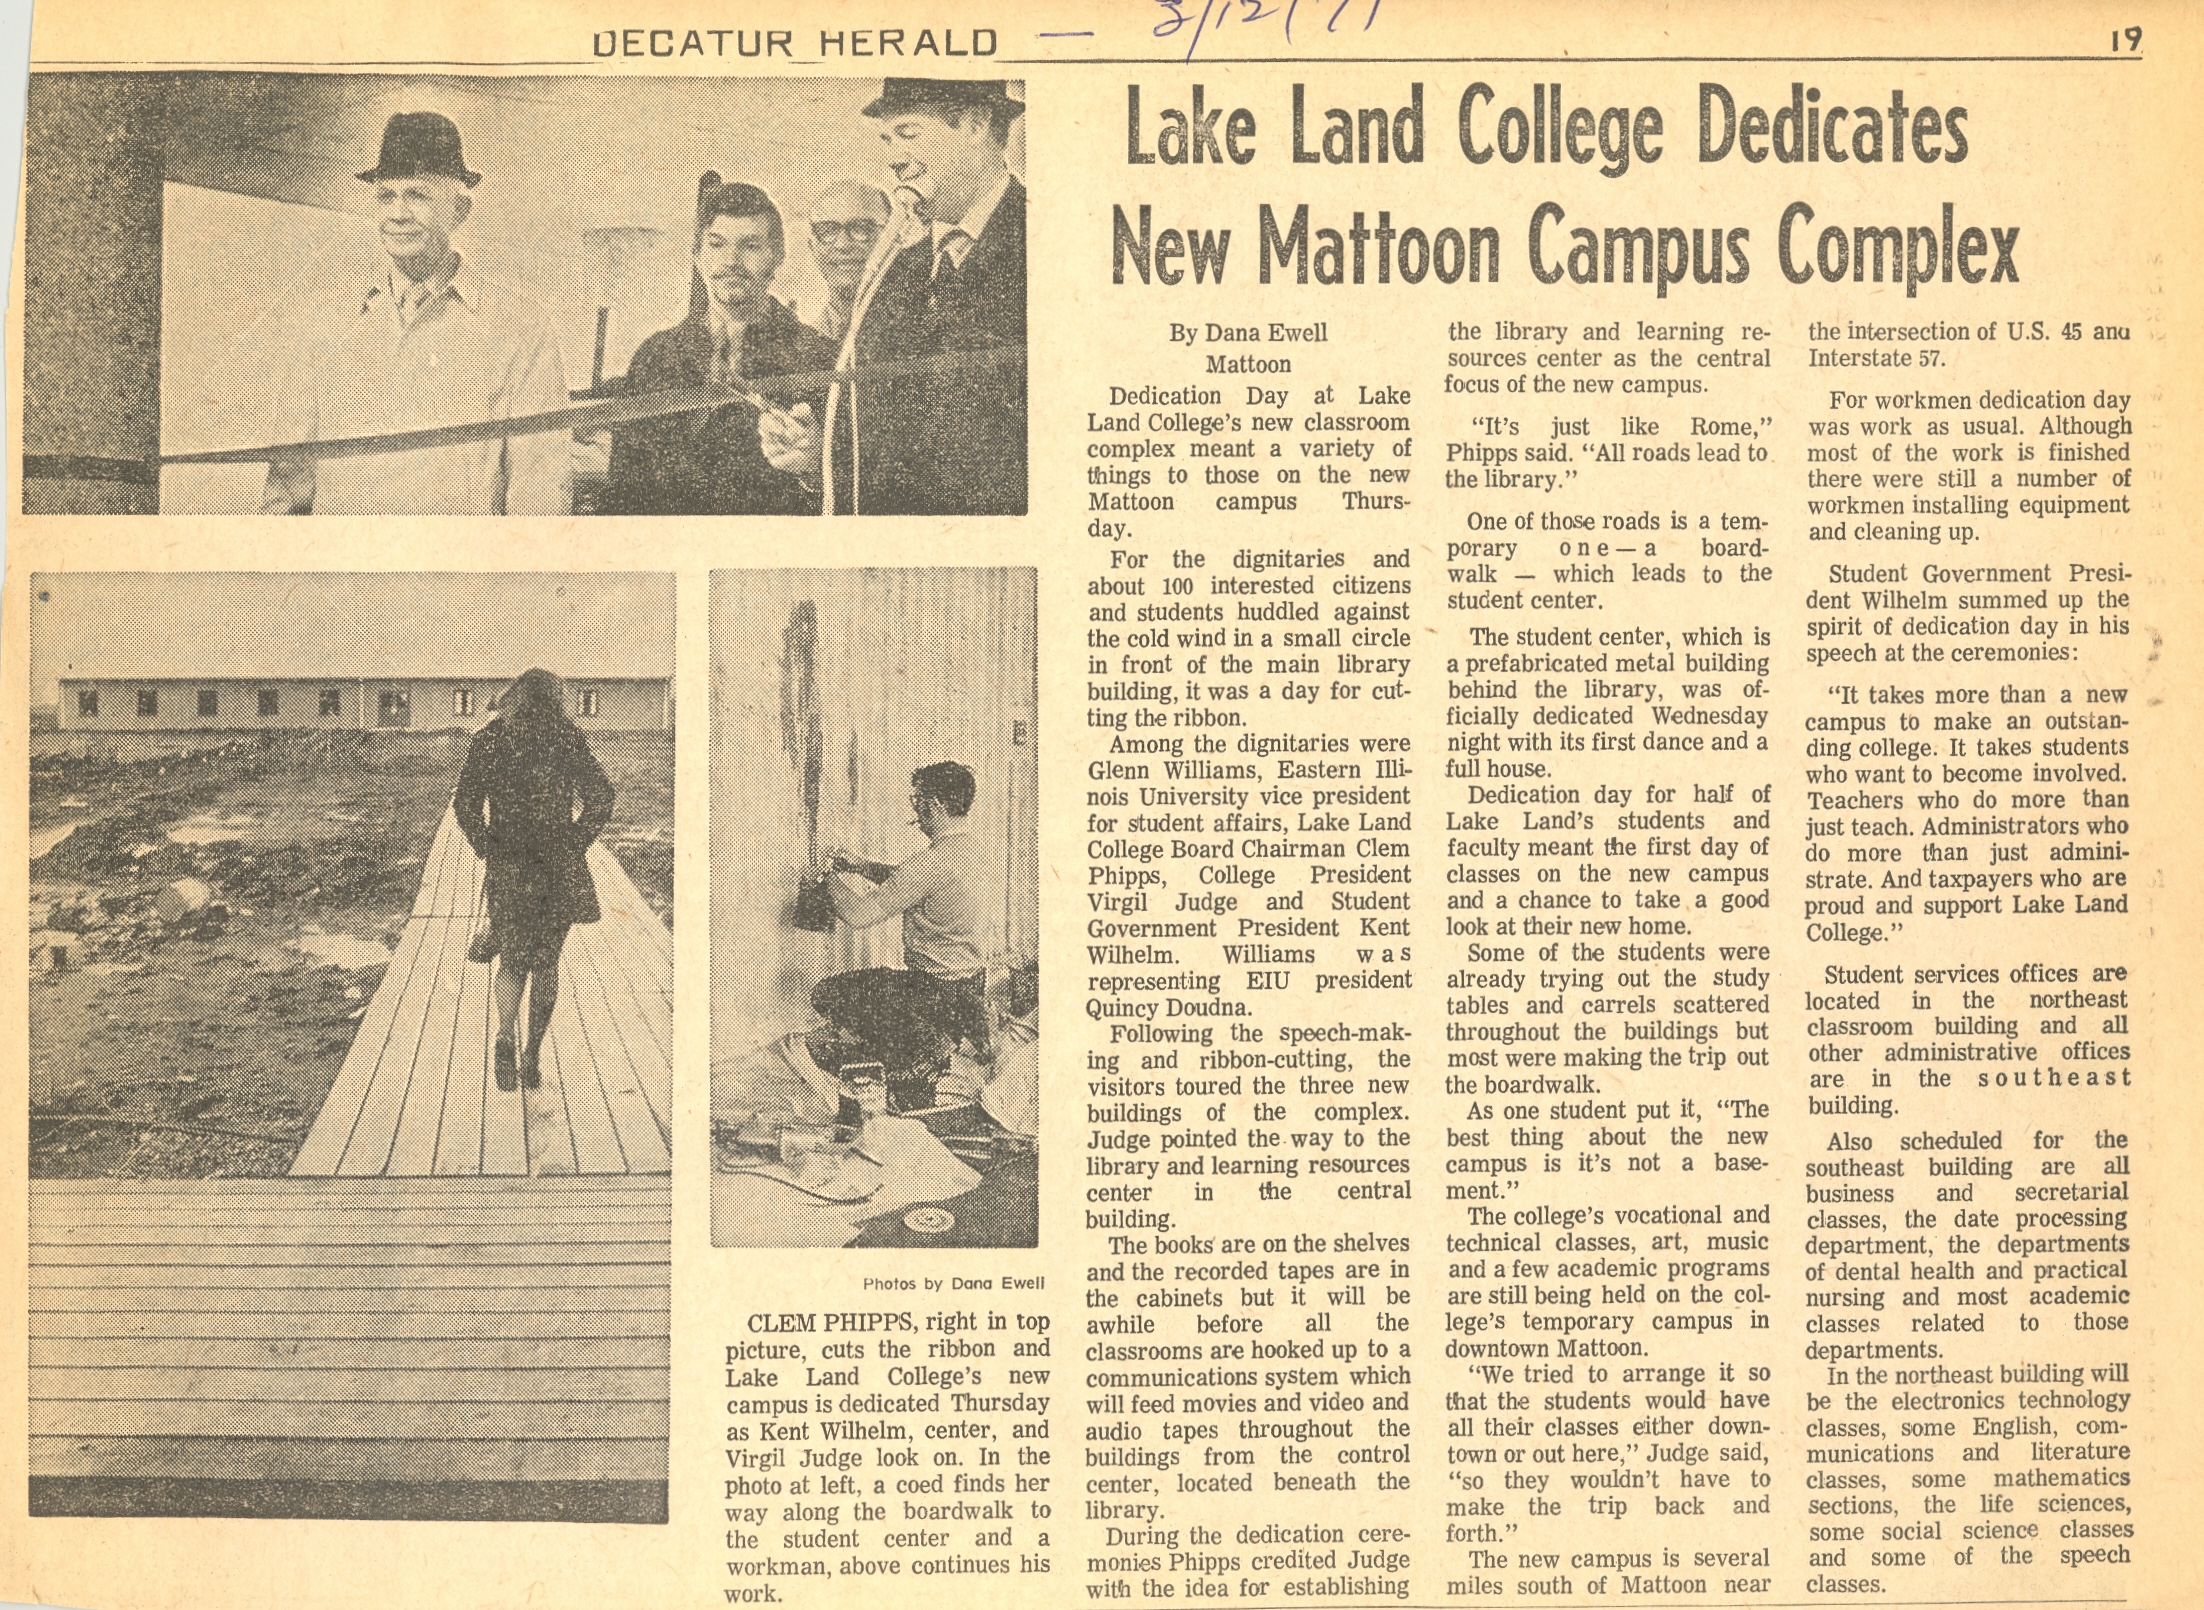 DECATUR HERALD — 3/12/71
19
Lake Land College Dedicates
New Mattoon Campus Complex
Photos by Dana Ewell
CLEM PHIPPS, right in top
picture, cuts the ribbon and
Lake Land College's new
campus is dedicated Thursday
as Kent Wilhelm, center, and
Virgil Judge look on. In the
photo at left, a coed finds her
way along the boardwalk to
the student center and a
workman, above continues his
work.
By Dana Ewell
Mattoon
Dedication Day at Lake
Land College's new classroom
complex meant a variety of
things to those on the new
Mattoon campus Thurs-
day.
For the dignitaries and
about 100 interested citizens
and students huddled against
the cold wind in a small circle
in front of the main library
building, it was a day for cut-
ting the ribbon.
Among the dignitaries were
Glenn Williams, Eastern Illi-
nois University vice president
for student affairs, Lake Land
College Board Chairman Clem
Phipps, College President
Virgil Judge and Student
Government President Kent
Wilhelm. Williams was
representing EIU president
Quincy Doudna.
Following the speech-mak-
ing and ribbon-cutting, the
visitors toured the three new
buildings of the complex.
Judge pointed the way to the
library and learning resources
center in the central
building.
The books are on the shelves
and the recorded tapes are in
the cabinets but it will be
awhile before all the
classrooms are hooked up to a
communications system which
will feed movies and video and
audio tapes throughout the
buildings from the control
center, located beneath the
library.
During the dedication cere-
monies Phipps credited Judge
with the idea for establishing
the library and learning re-
sources center as the central
focus of the new campus.
"It's just like Rome,"
Phipps said. "All roads lead to
the library."
One of those roads is a tem-
porary one — a board-
walk — which leads to the
student center.
The student center, which is
a prefabricated metal building
behind the library, was of-
ficially dedicated Wednesday
night with its first dance and a
full house.
Dedication day for half of
Lake Land's students and
faculty meant the first day of
classes on the new campus
and a chance to take a good
look at their new home.
Some of the students were
already trying out the study
tables and carrels scattered
throughout the buildings but
most were making the trip out
the boardwalk.
As one student put it, "The
best thing about the new
campus is it's not a base-
ment."
The college's vocational and
technical classes, art, music
and a few academic programs
are still being held on the col-
lege's temporary campus in
downtown Mattoon.
"We tried to arrange it so
that the students would have
all their classes either down-
town or out here," Judge said,
"so they wouldn't have to
make the trip back and
forth."
The new campus is several
miles south of Mattoon near
the intersection of U.S. 45 and
Interstate 57.
For workmen dedication day
was work as usual. Although
most of the work is finished
there were still a number of
workmen installing equipment
and cleaning up.
Student Government Presi-
dent Wilhelm summed up the
spirit of dedication day in his
speech at the ceremonies:
"It takes more than a new
campus to make an outstan-
ding college. It takes students
who want to become involved.
Teachers who do more than
just teach. Administrators who
do more than just admini-
strate. And taxpayers who are
proud and support Lake Land
College."
Student services offices are
located in the northeast
classroom building and all
other administrative offices
are in the southeast
building.
Also scheduled for the
southeast building are all
business and secretarial
classes, the date processing
department, the departments
of dental health and practical
nursing and most academic
classes related to those
departments.
In the northeast building will
be the electronics technology
classes, some English, com-
munications and literature
classes, some mathematics
sections, the life sciences,
some social science classes
and some of the speech
classes.